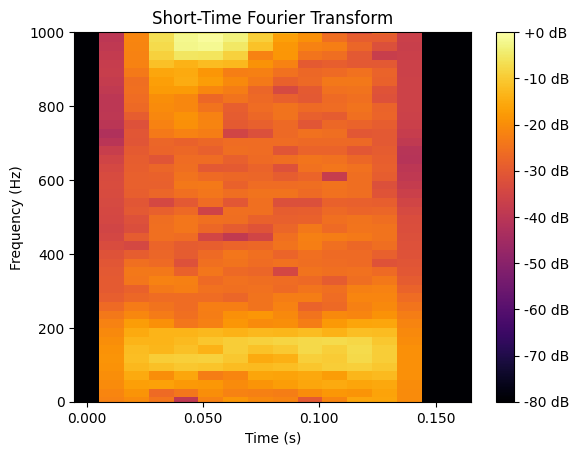 Short-Time Fourier Transform
1000
800
600
400
200
0
Frequency (Hz)
0.000
0.050
0.100
0.150
Time (s)
+0 dB
-10 dB
-20 dB
-30 dB
-40 dB
-50 dB
-60 dB
-70 dB
-80 dB